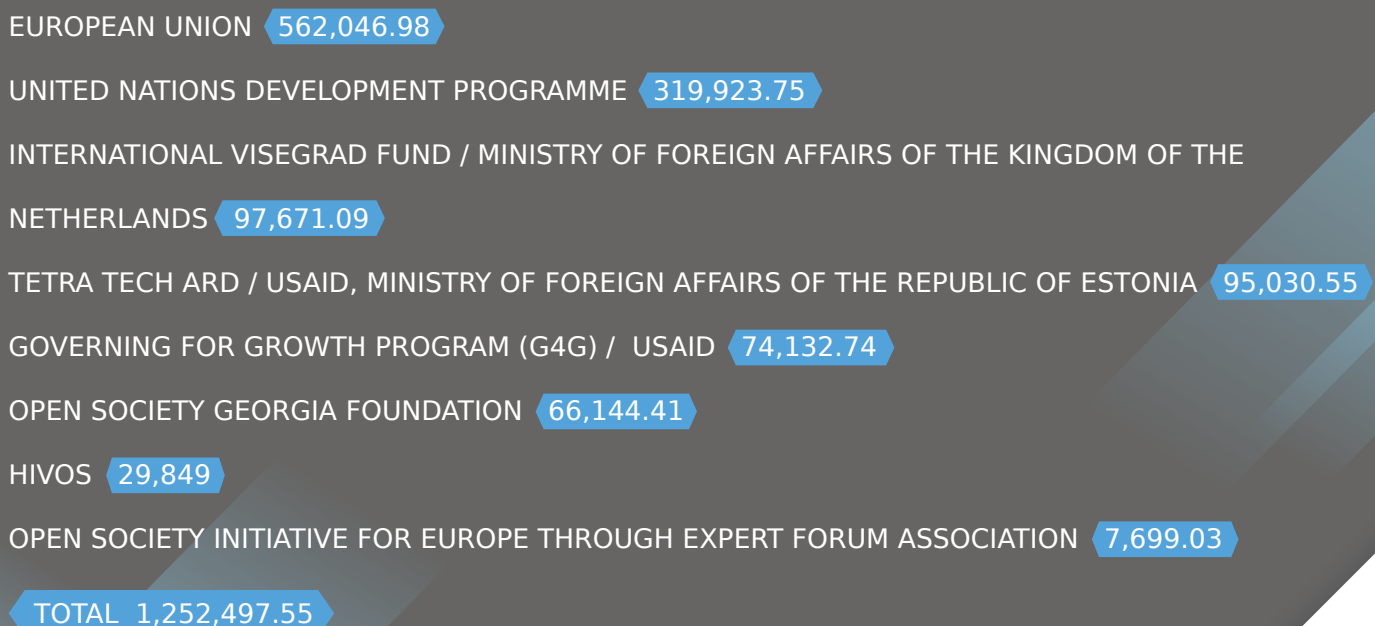 EUROPEAN UNION 562,046.98
UNITED NATIONS DEVELOPMENT PROGRAMME 319,923.75
INTERNATIONAL VISEGRAD FUND / MINISTRY OF FOREIGN AFFAIRS OF THE KINGDOM OF THE
NETHERLANDS 97,671.09
TETRA TECH ARD / USAID, MINISTRY OF FOREIGN AFFAIRS OF THE REPUBLIC OF ESTONIA 95,030.55
GOVERNING FOR GROWTH PROGRAM (G4G) / USAID 74,132.74
OPEN SOCIETY GEORGIA FOUNDATION 66,144.41
HIVOS 29,849
OPEN SOCIETY INITIATIVE FOR EUROPE THROUGH EXPERT FORUM ASSOCIATION 7,699.03
TOTAL 1,252,497.55